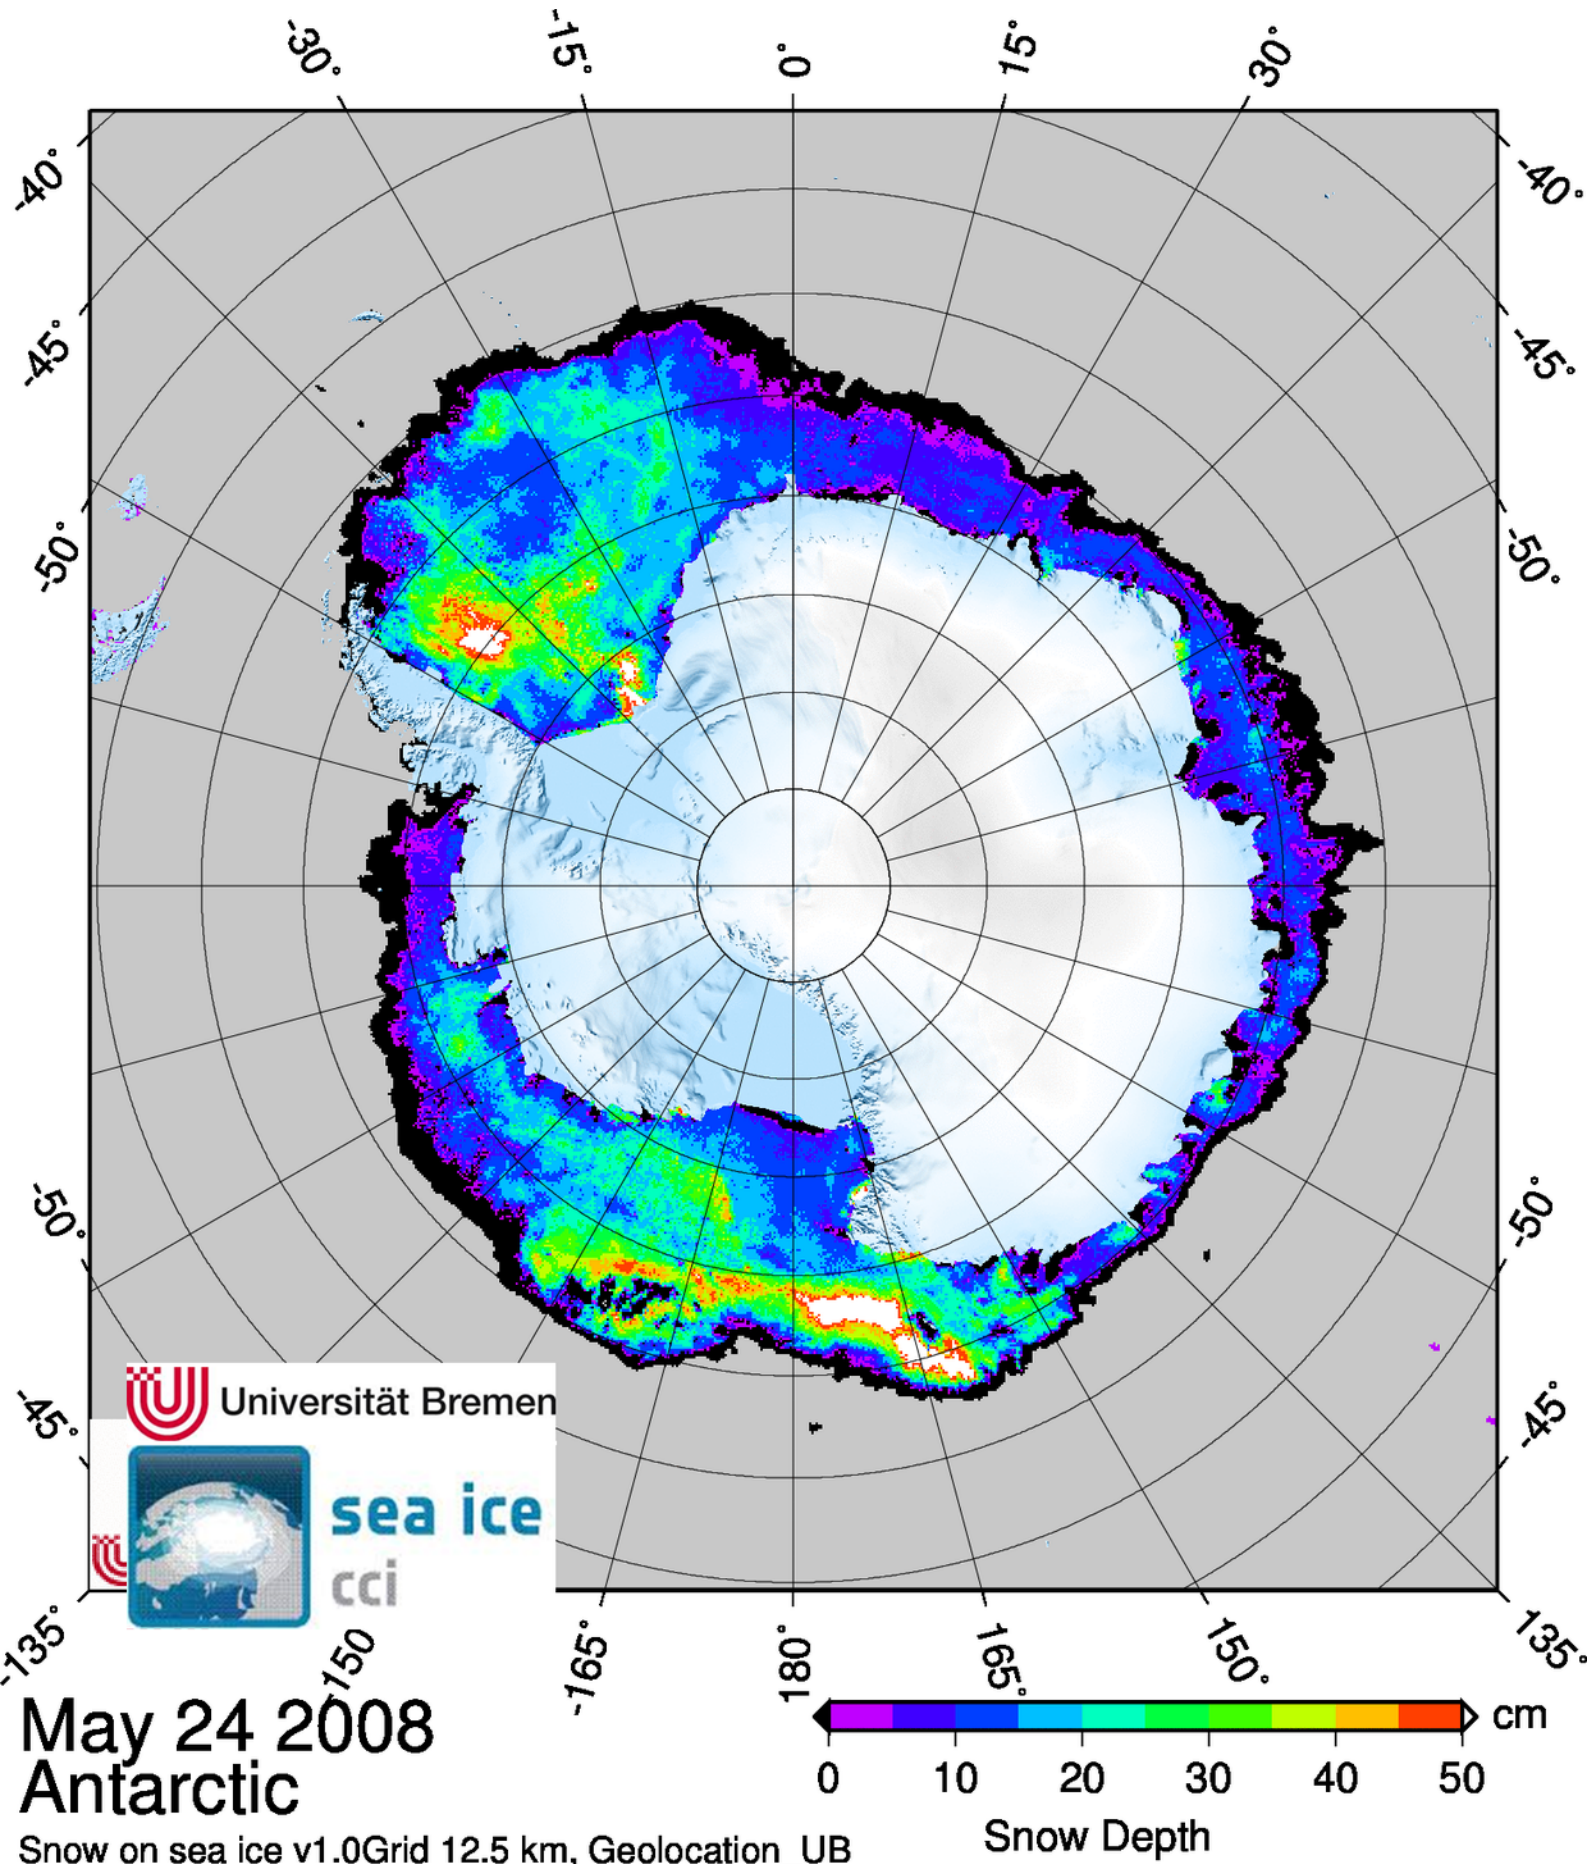 -30°
-15°
0°
15°
30°
-40°
-40°
-45°
-45°
-50°
-50°
-50°
-50°
-45°
-45°
Universität Bremen
sea ice
cci
-135°
-150
-165°
180°
165°
150°
135°
May 24 2008
Antarctic
Snow on sea ice v1.0Grid 12.5 km, Geolocation UB
cm
0 10 20 30 40 50
Snow Depth